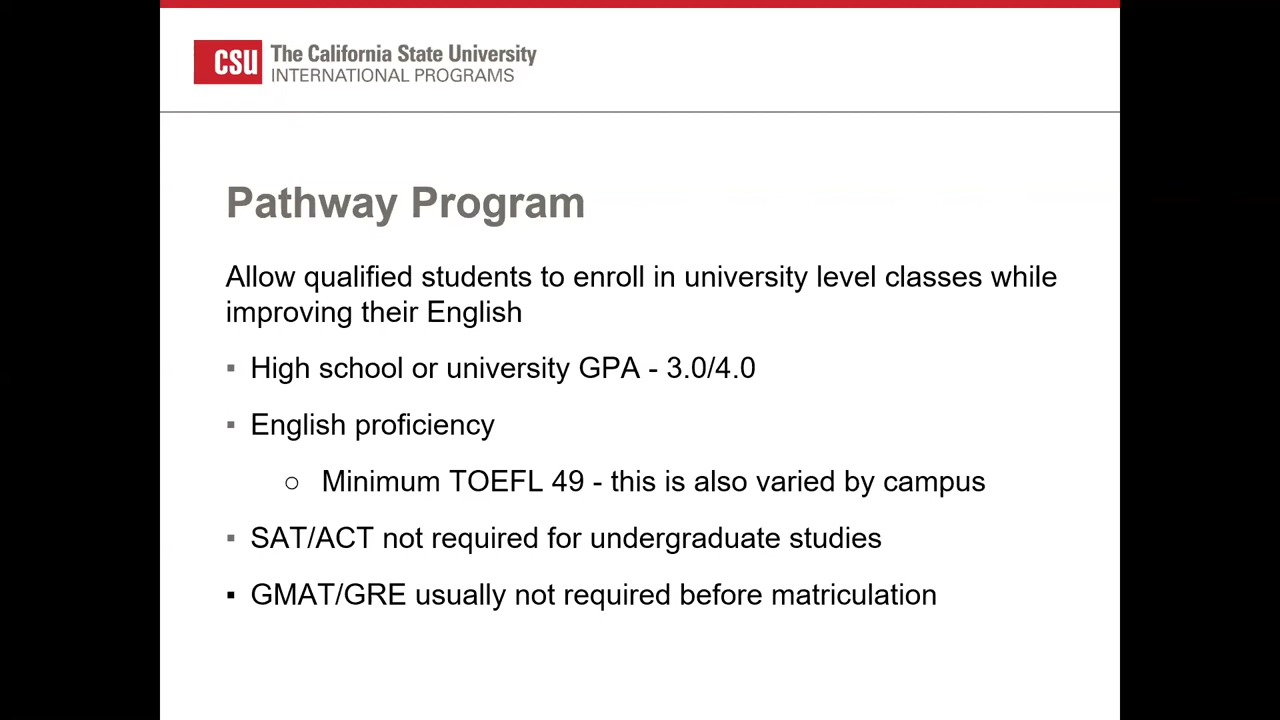 CSU The California State University
INTERNATIONAL PROGRAMS
Pathway Program
Allow qualified students to enroll in university level classes while
improving their English
▪ High school or university GPA - 3.0/4.0
▪ English proficiency
○ Minimum TOEFL 49 - this is also varied by campus
▪ SAT/ACT not required for undergraduate studies
▪ GMAT/GRE usually not required before matriculation